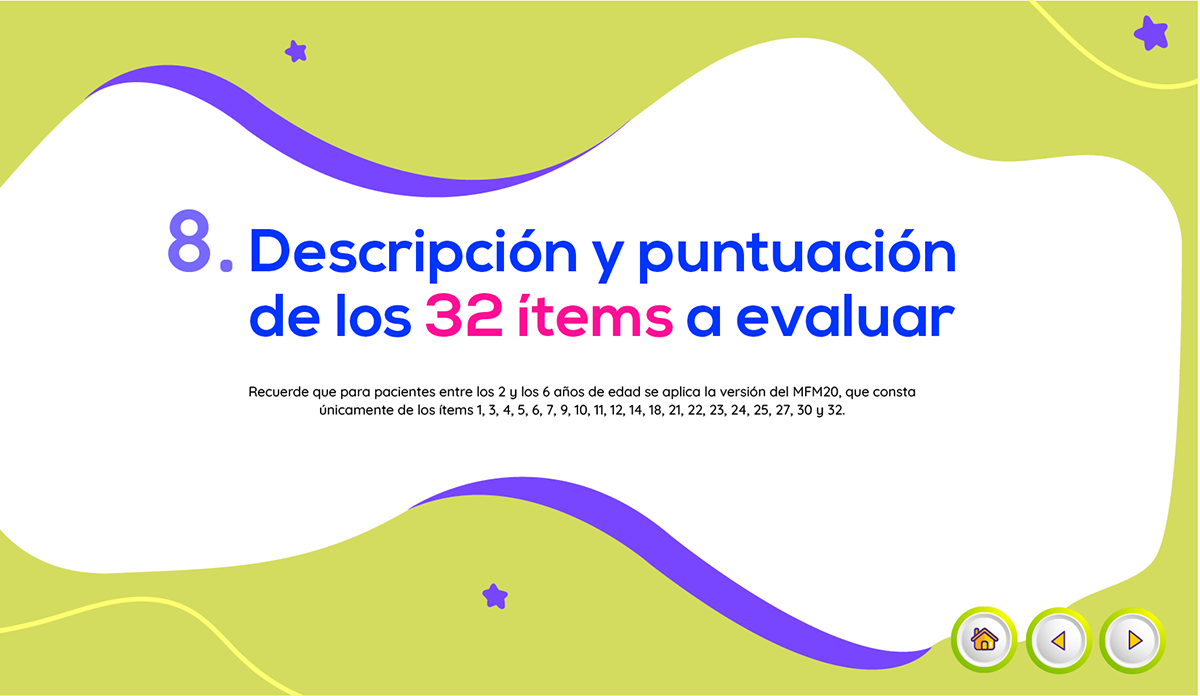 8. Descripción y puntuación
de los 32 ítems a evaluar
Recuerde que para pacientes entre los 2 y los 6 años de edad se aplica la versión del MFM20, que consta
únicamente de los ítems 1, 3, 4, 5, 6, 7, 9, 10, 11, 12, 14, 18, 21, 22, 23, 24, 25, 27, 30 y 32.